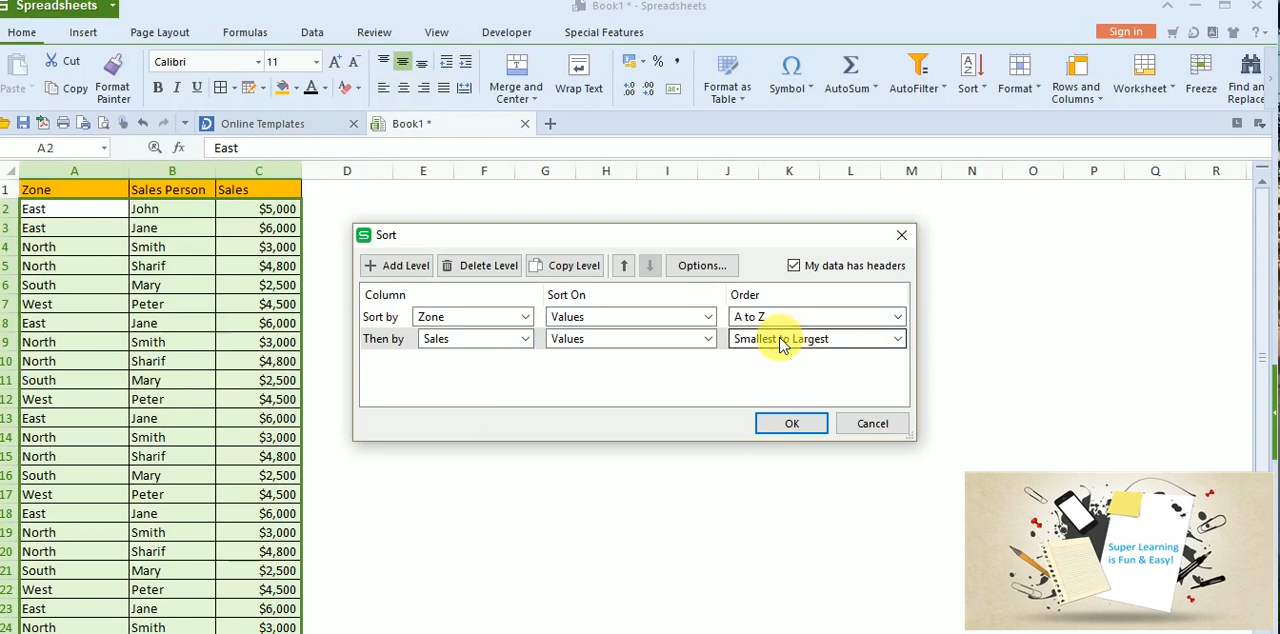 Spreadsheets
Book1 * - Spreadsheets
Home Insert Page Layout Formulas Data Review View Developer Special Features Sign in
Paste Cut Copy Format Painter Calibri 11 B I U Merge and Center Wrap Text Format as Table Symbol AutoSum AutoFilter Sort Format Rows and Columns Worksheet Freeze Find and Replace
Online Templates Book1 *
A2 fx East
A B C D E F G H I J K L M N O P Q R
1 Zone Sales Person Sales
2 East John $5,000
3 East Jane $6,000
4 North Smith $3,000
5 North Sharif $4,800
6 South Mary $2,500
7 West Peter $4,500
8 East Jane $6,000
9 North Smith $3,000
10 North Sharif $4,800
11 South Mary $2,500
12 West Peter $4,500
13 East Jane $6,000
14 North Smith $3,000
15 North Sharif $4,800
16 South Mary $2,500
17 West Peter $4,500
18 East Jane $6,000
19 North Smith $3,000
20 North Sharif $4,800
21 South Mary $2,500
22 West Peter $4,500
23 East Jane $6,000
24 North Smith $3,000
Sort
Add Level Delete Level Copy Level Options... My data has headers
Column Sort On Order
Sort by Zone Values A to Z
Then by Sales Values Smallest to Largest
OK Cancel
Super Learning
is Fun & Easy!